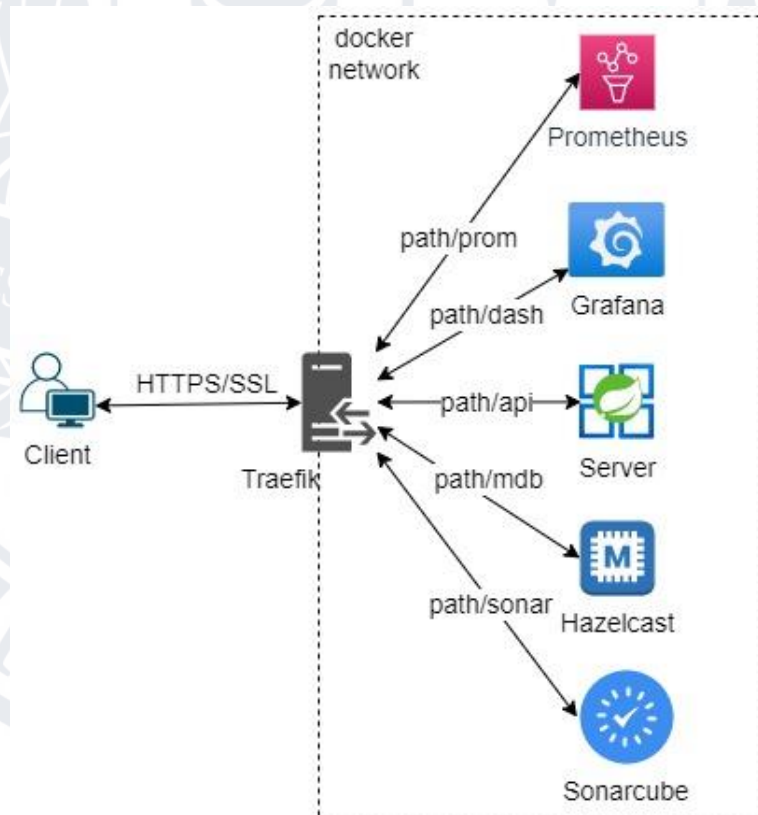 docker
network
Prometheus
path/prom
Grafana
path/dash
HTTPS/SSL
path/api
Client
Server
Traefik
path/mdb
M
path/sonar
Hazelcast
Sonarcube